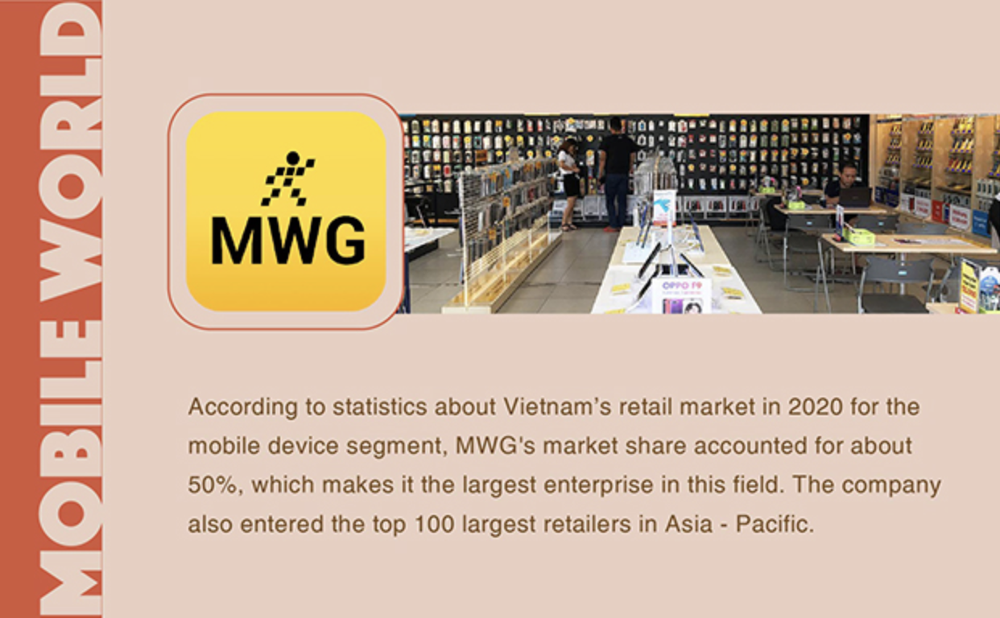 MOBILE WORLD
MWG
OPPO F9
According to statistics about Vietnam’s retail market in 2020 for the
mobile device segment, MWG's market share accounted for about
50%, which makes it the largest enterprise in this field. The company
also entered the top 100 largest retailers in Asia - Pacific.